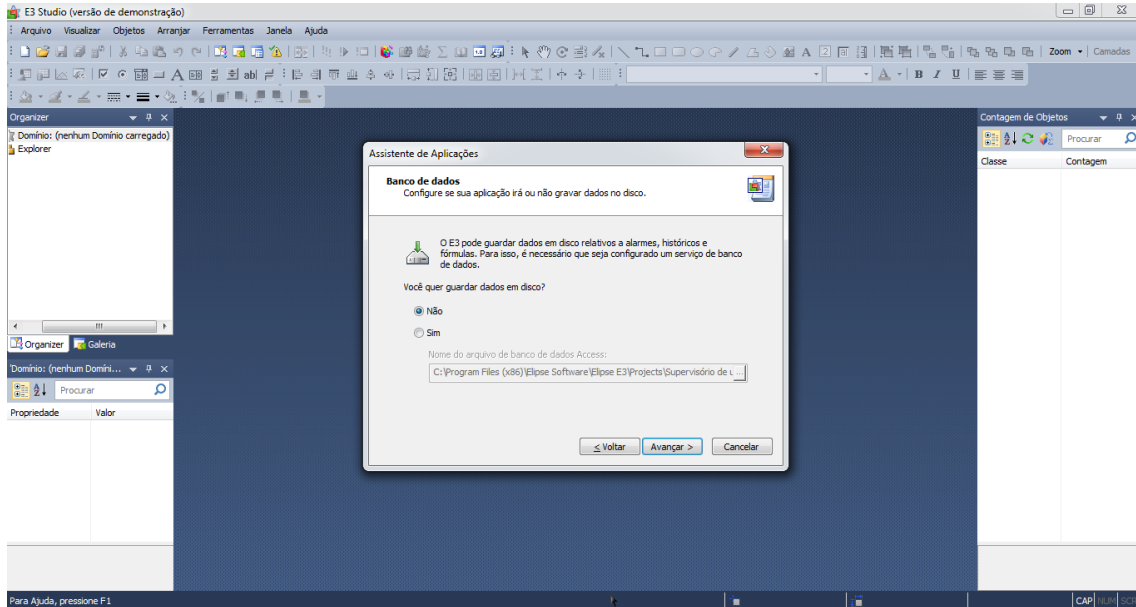 E3 Studio (versão de demonstração)
Arquivo Visualizar Objetos Arranjar Ferramentas Janela Ajuda
Zoom Camadas
Organizer
Domínio: (nenhum Domínio carregado)
Explorer
Organizer Galeria
'Domínio: (nenhum Domíni...
Procurar
Propriedade Valor
Assistente de Aplicações
Banco de dados
Configure se sua aplicação irá ou não gravar dados no disco.
O E3 pode guardar dados em disco relativos a alarmes, históricos e
fórmulas. Para isso, é necessário que seja configurado um serviço de banco
de dados.
Você quer guardar dados em disco?
Não
Sim
Nome do arquivo de banco de dados Access:
C:\Program Files (x86)\Elipse Software\Elipse E3\Projects\Supervisório de u ...
< Voltar Avançar > Cancelar
Contagem de Objetos
Procurar
Classe Contagem
Para Ajuda, pressione F1
CAP NUM SCR